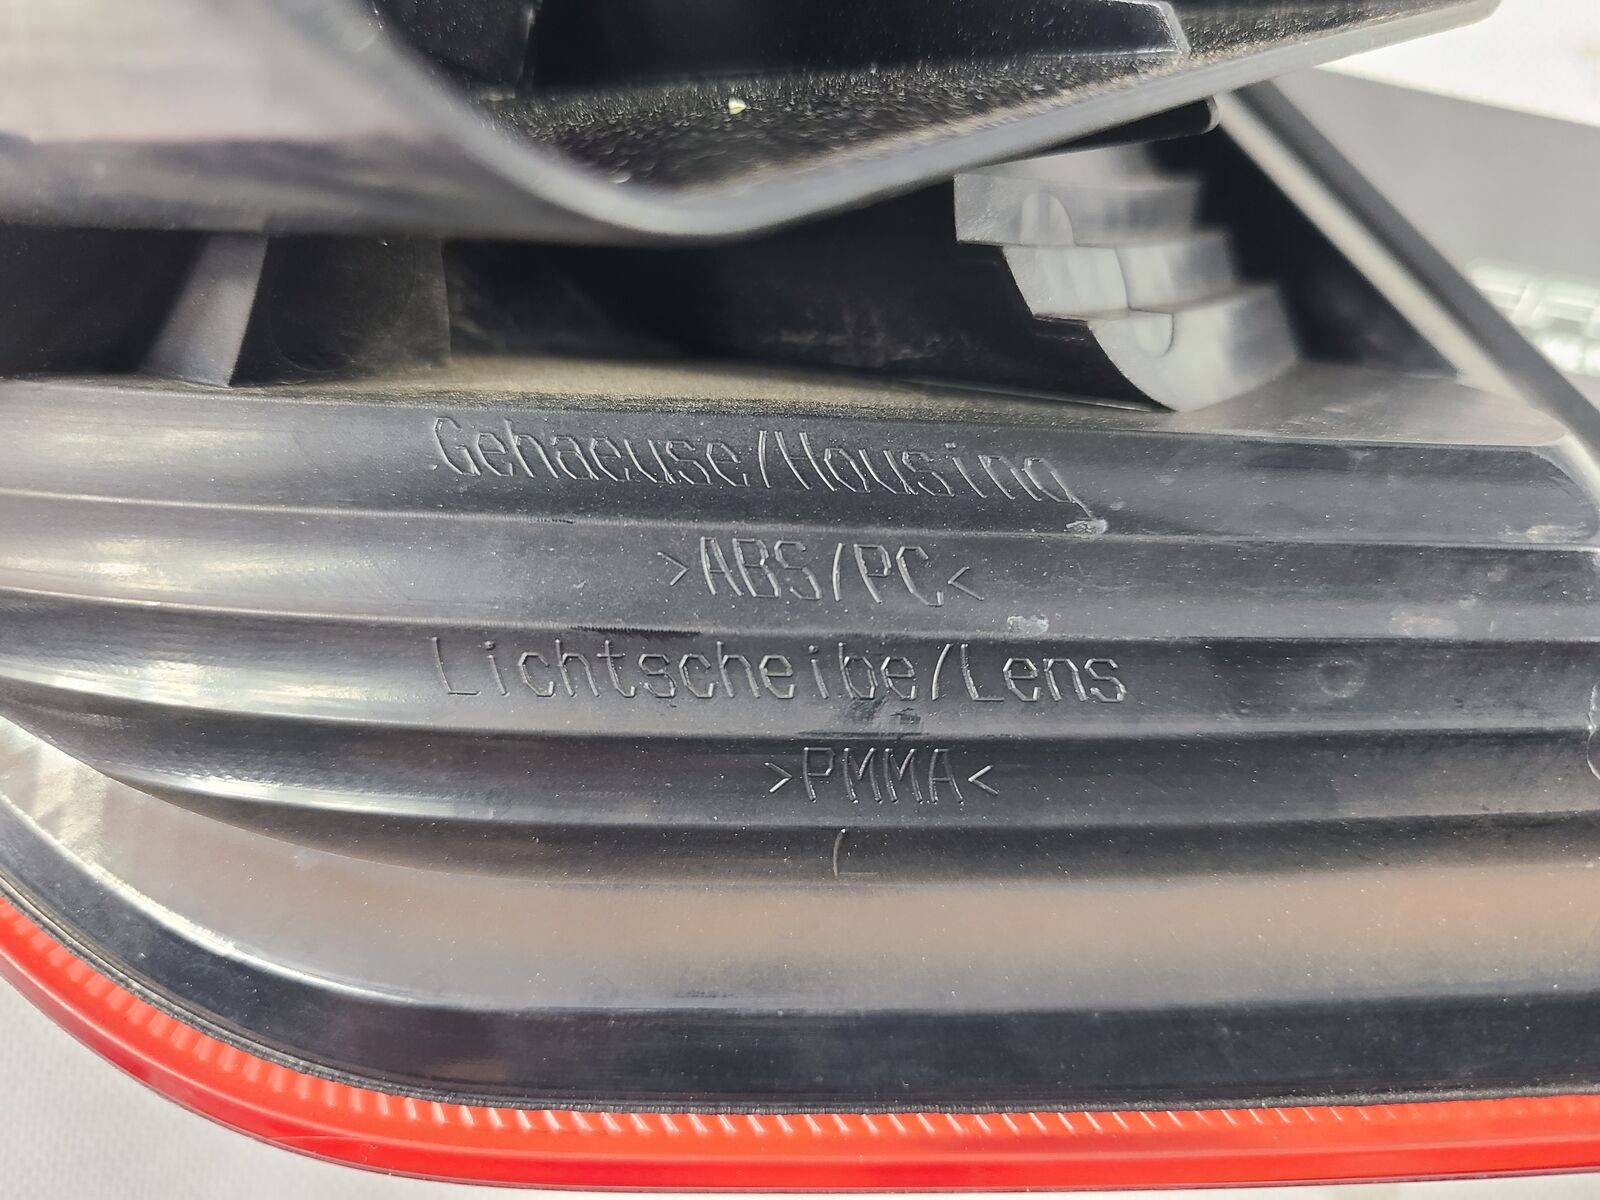 Gehaeuse/Housing
>ABS/PC<
Lichtscheibe/Lens
>PMMA<
L